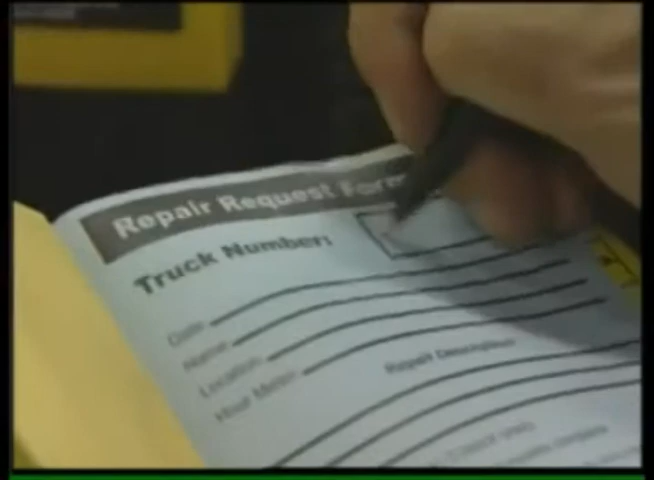 Repair Request Form
Truck Number:
Date
Name
Location
Hour Meter
Repair Description